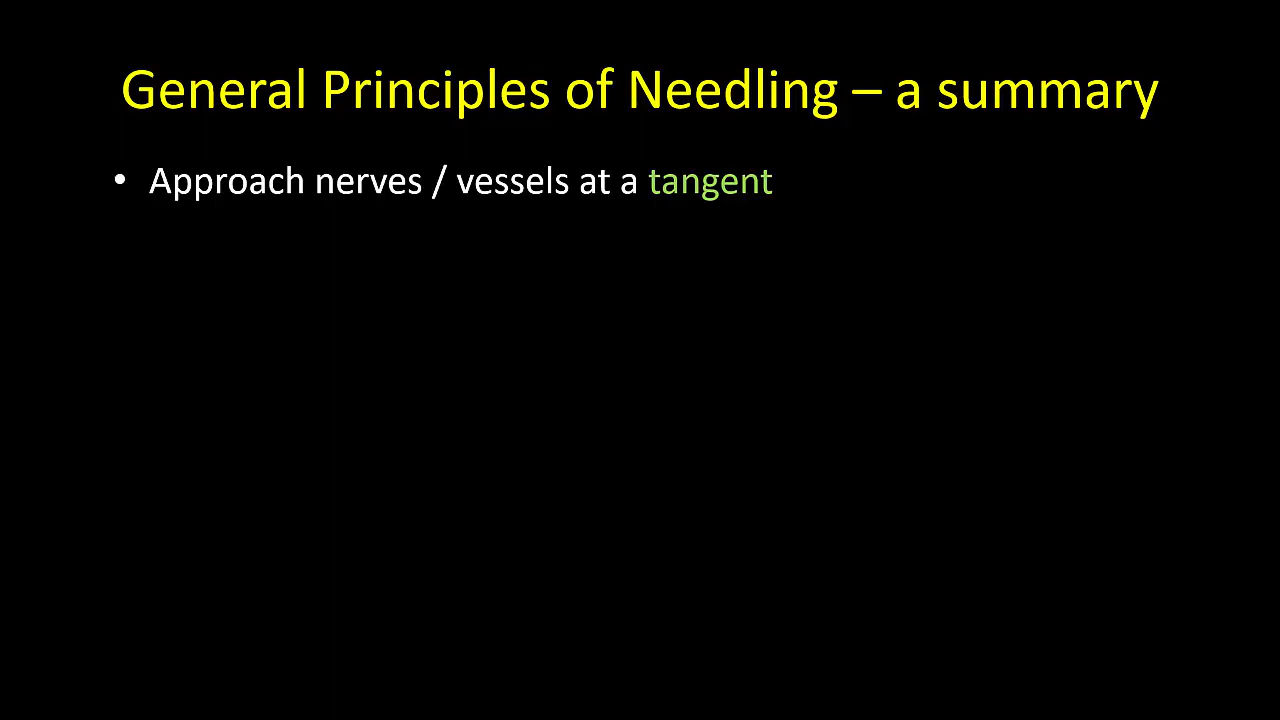 General Principles of Needling – a summary
• Approach nerves / vessels at a tangent